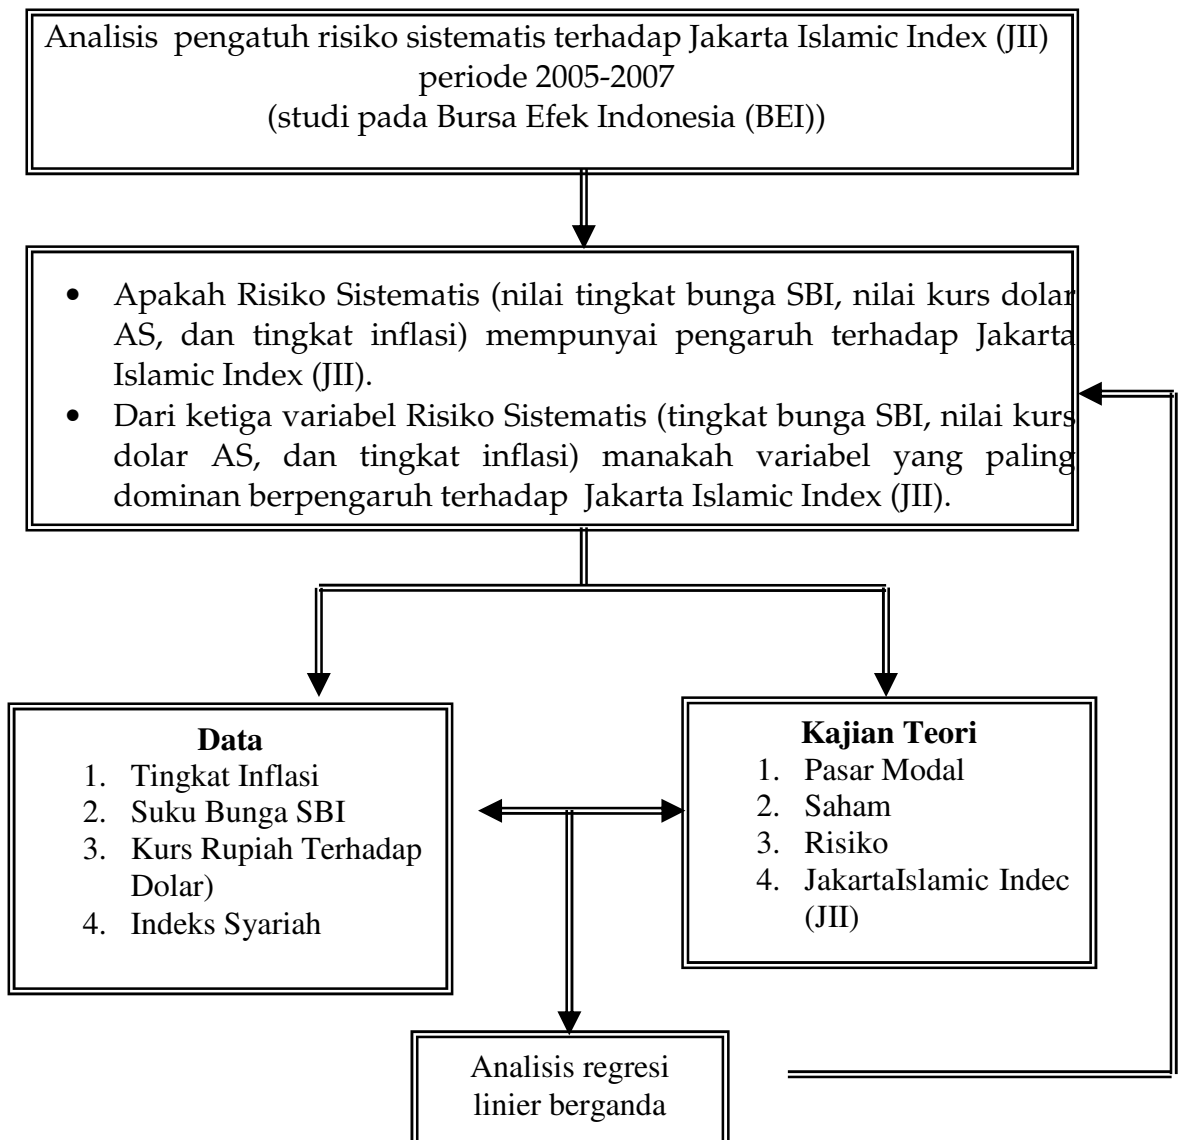 Analisis pengatuh risiko sistematis terhadap Jakarta Islamic Index (JII)
periode 2005-2007
(studi pada Bursa Efek Indonesia (BEI))
• Apakah Risiko Sistematis (nilai tingkat bunga SBI, nilai kurs dolar
AS, dan tingkat inflasi) mempunyai pengaruh terhadap Jakarta
Islamic Index (JII).
• Dari ketiga variabel Risiko Sistematis (tingkat bunga SBI, nilai kurs
dolar AS, dan tingkat inflasi) manakah variabel yang paling
dominan berpengaruh terhadap Jakarta Islamic Index (JII).
Data
1. Tingkat Inflasi
2. Suku Bunga SBI
3. Kurs Rupiah Terhadap
Dolar)
4. Indeks Syariah
Kajian Teori
1. Pasar Modal
2. Saham
3. Risiko
4. JakartaIslamic Indec
(JII)
Analisis regresi
linier berganda